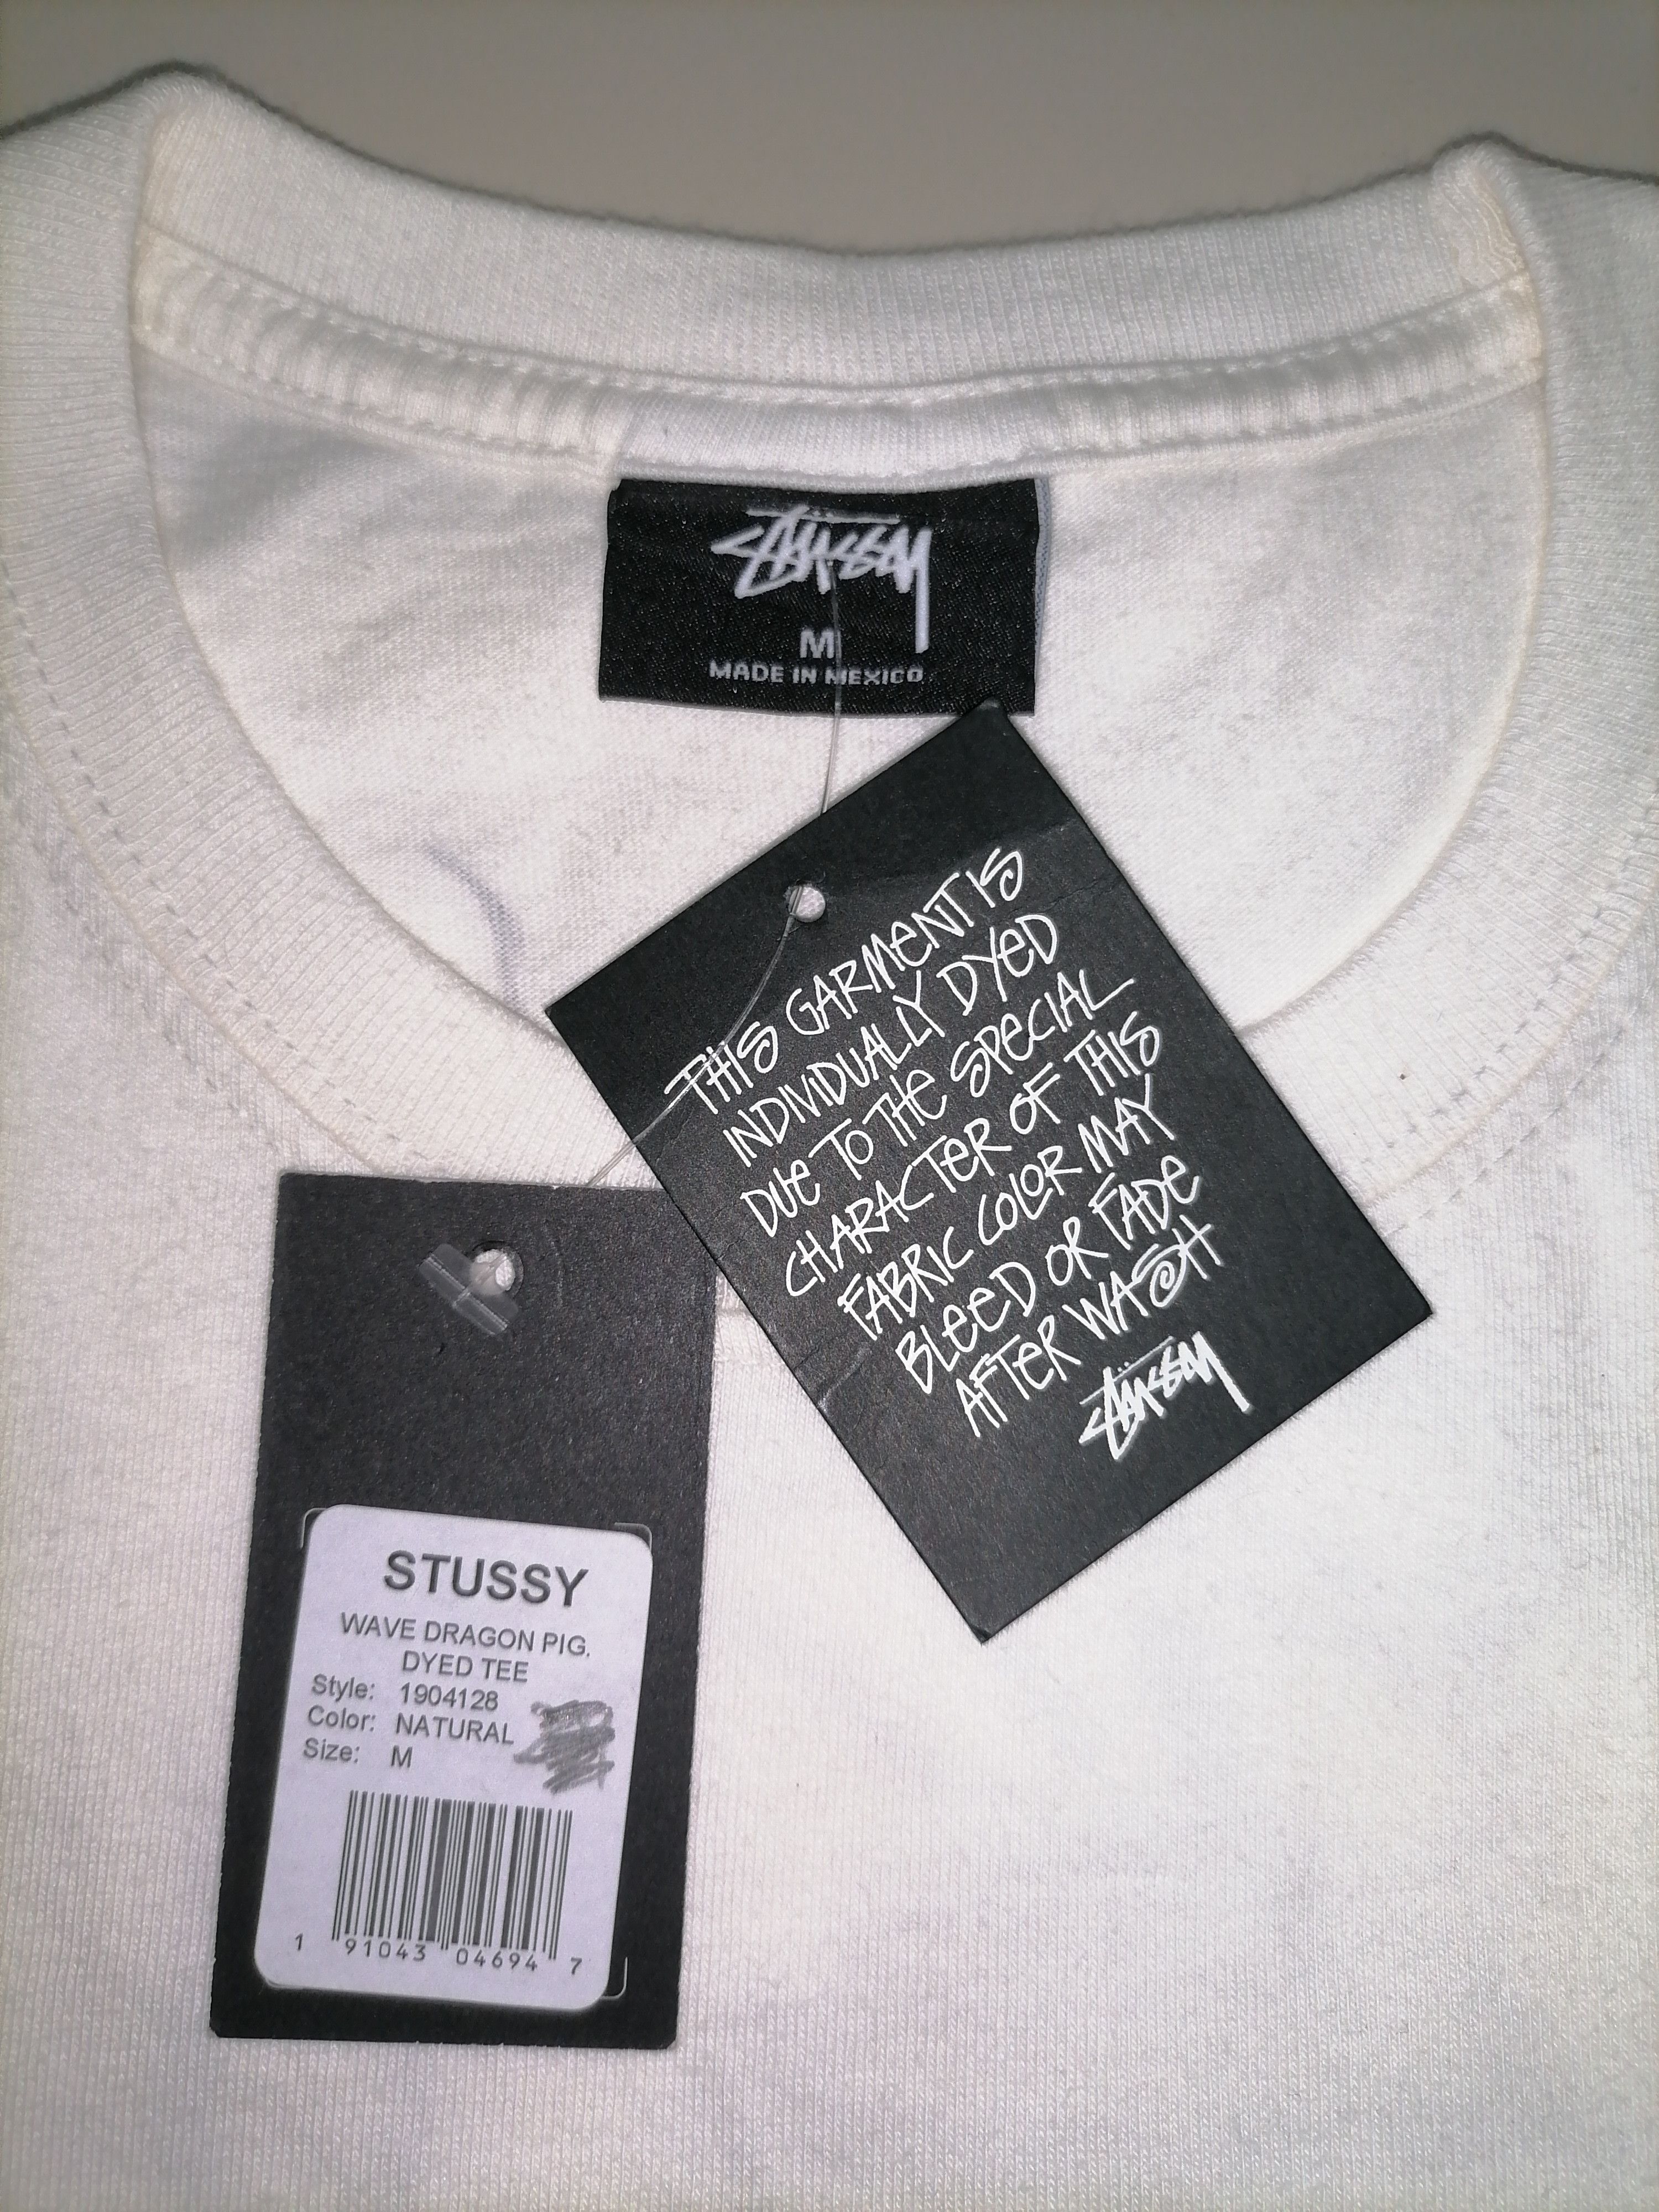 Stüssy
M
MADE IN MEXICO
THIS GARMENT IS
INDIVIDUALLY DYED
DUE TO THE SPECIAL
CHARACTER OF THIS
FABRIC COLOR MAY
BLEED OR FADE
AFTER WASH
Stüssy
STUSSY
WAVE DRAGON PIG.
DYED TEE
Style: 1904128
Color: NATURAL
Size: M
1 91043 04694 7